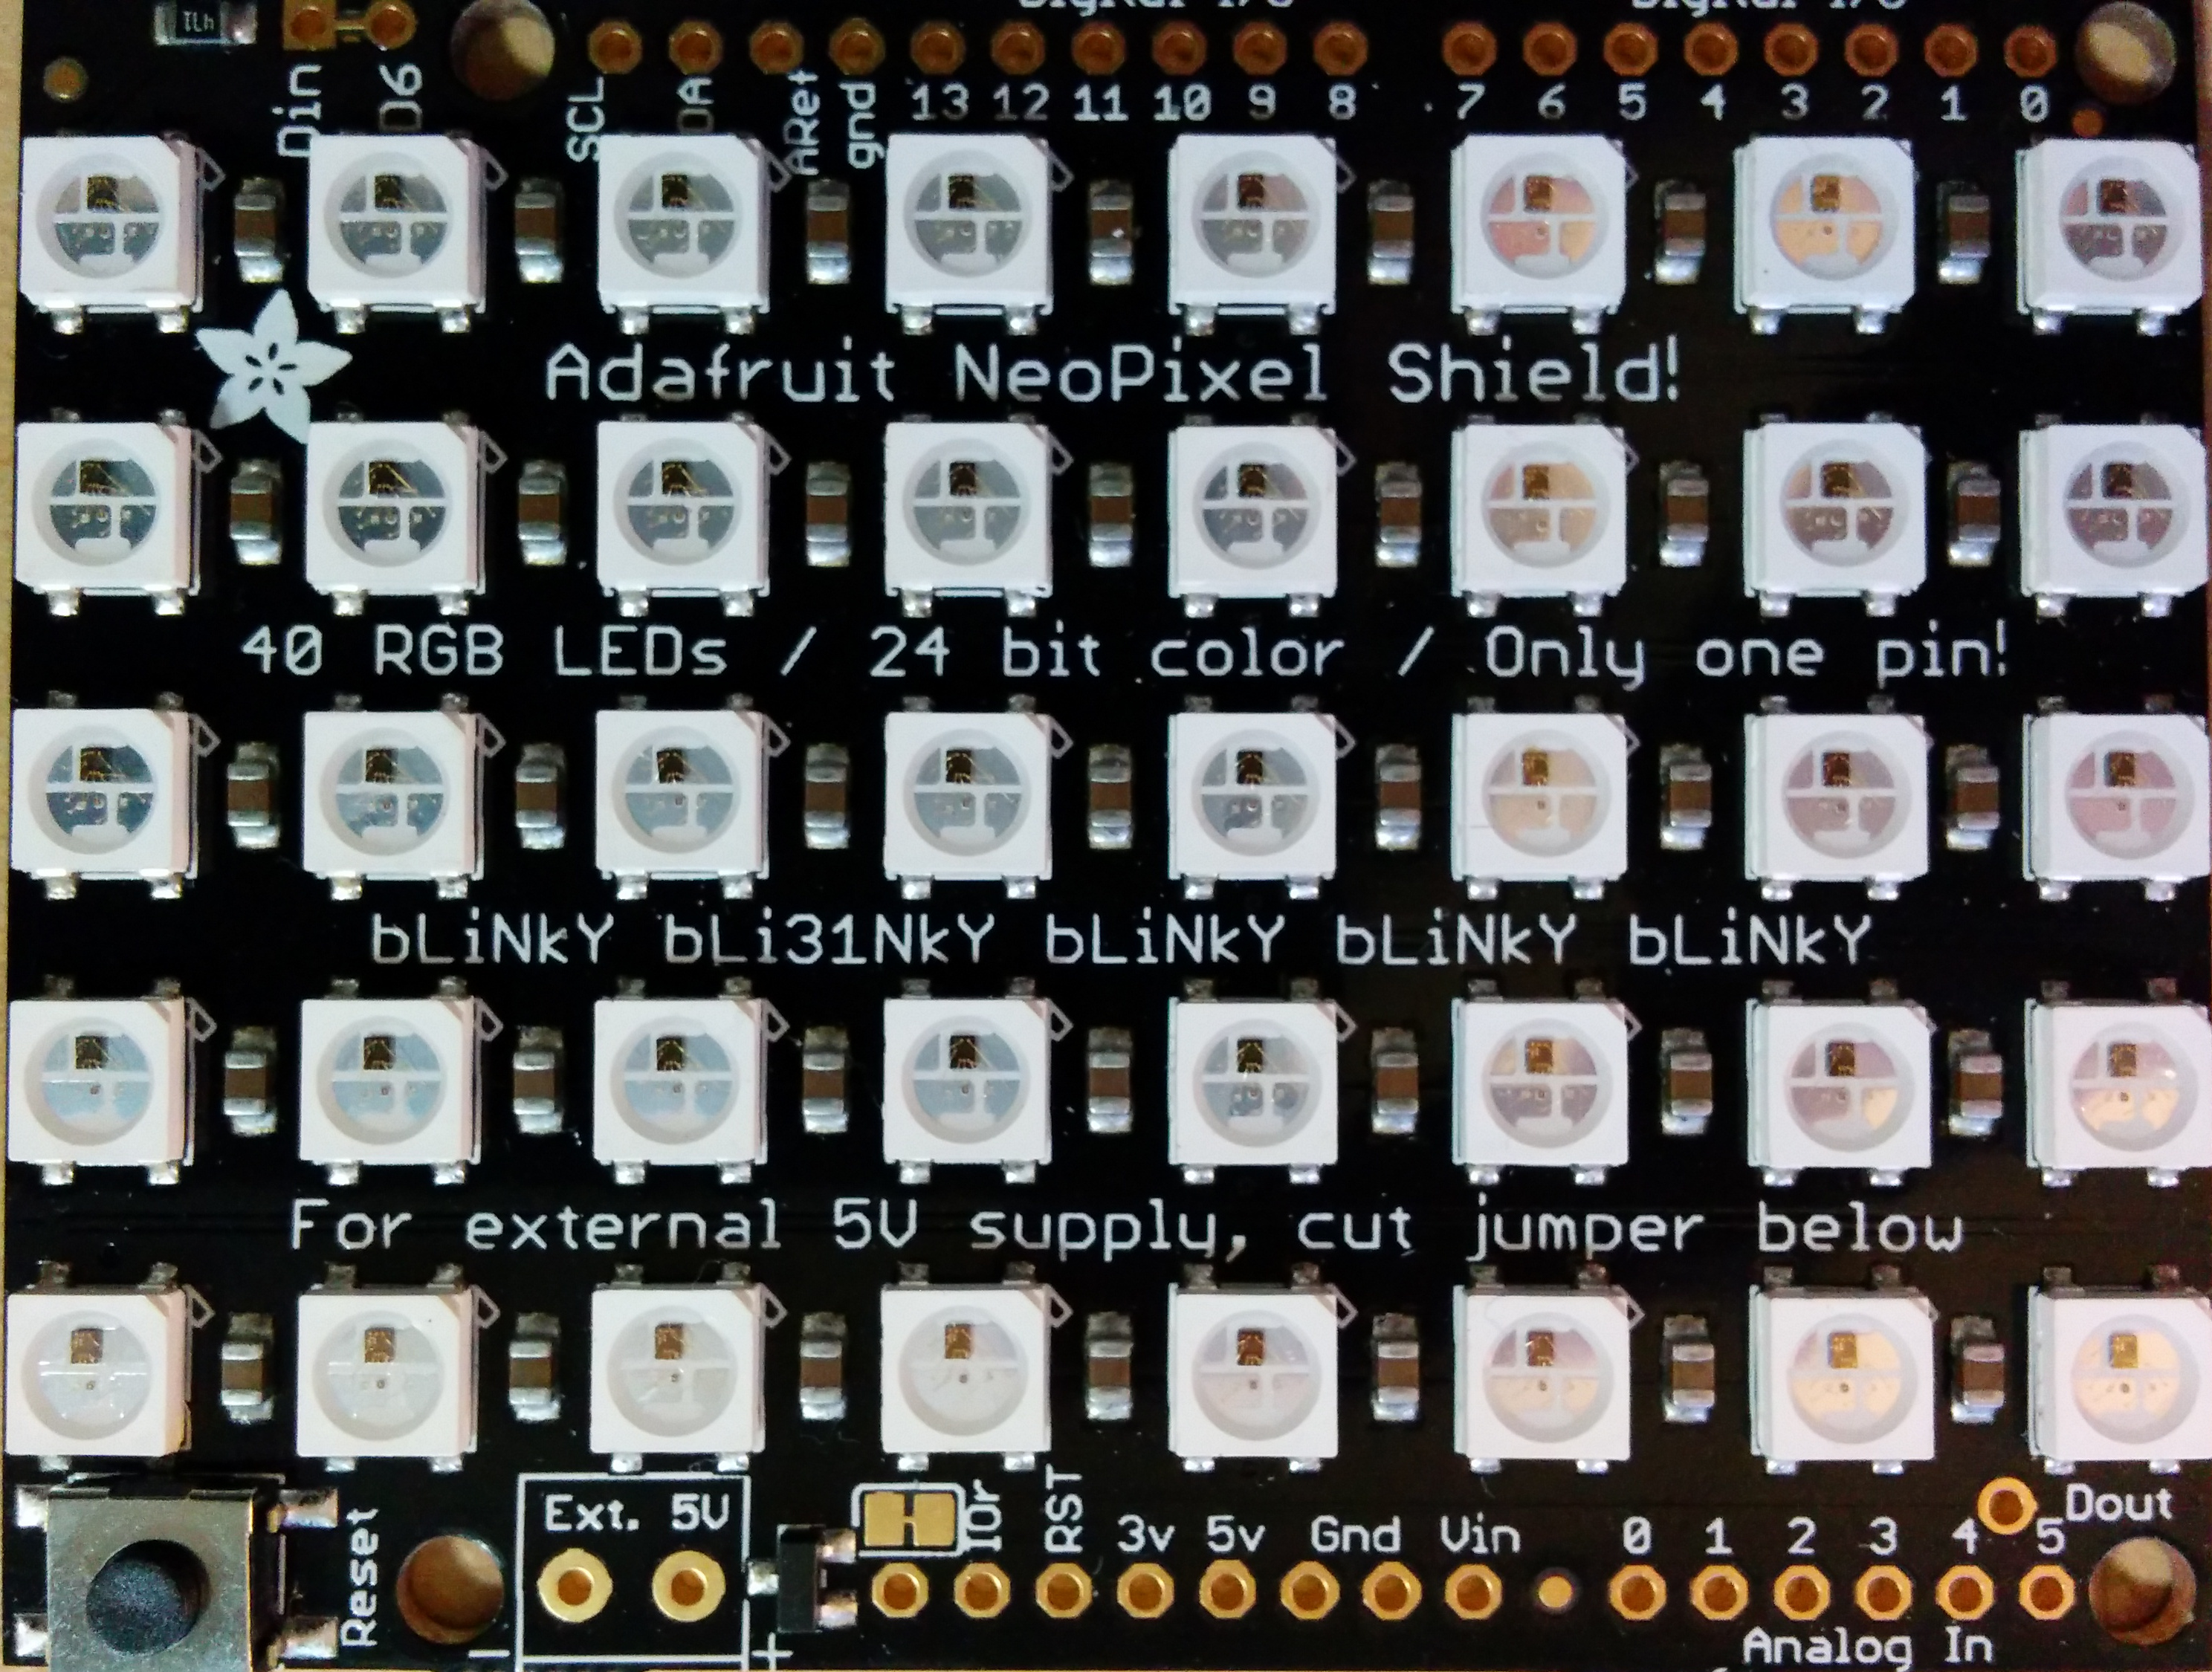 Digital I/O Digital I/O
Din D6 SCL DA ARef gnd 13 12 11 10 9 8 7 6 5 4 3 2 1 0
Adafruit NeoPixel Shield!
40 RGB LEDs / 24 bit color / Only one pin!
bLiNkY bLi31NkY bLiNkY bLiNkY bLiNkY
For external 5V supply, cut jumper below
Reset
Ext. 5V
- +
IOr RST 3v 5v Gnd Vin 0 1 2 3 4 5 Dout
Analog In